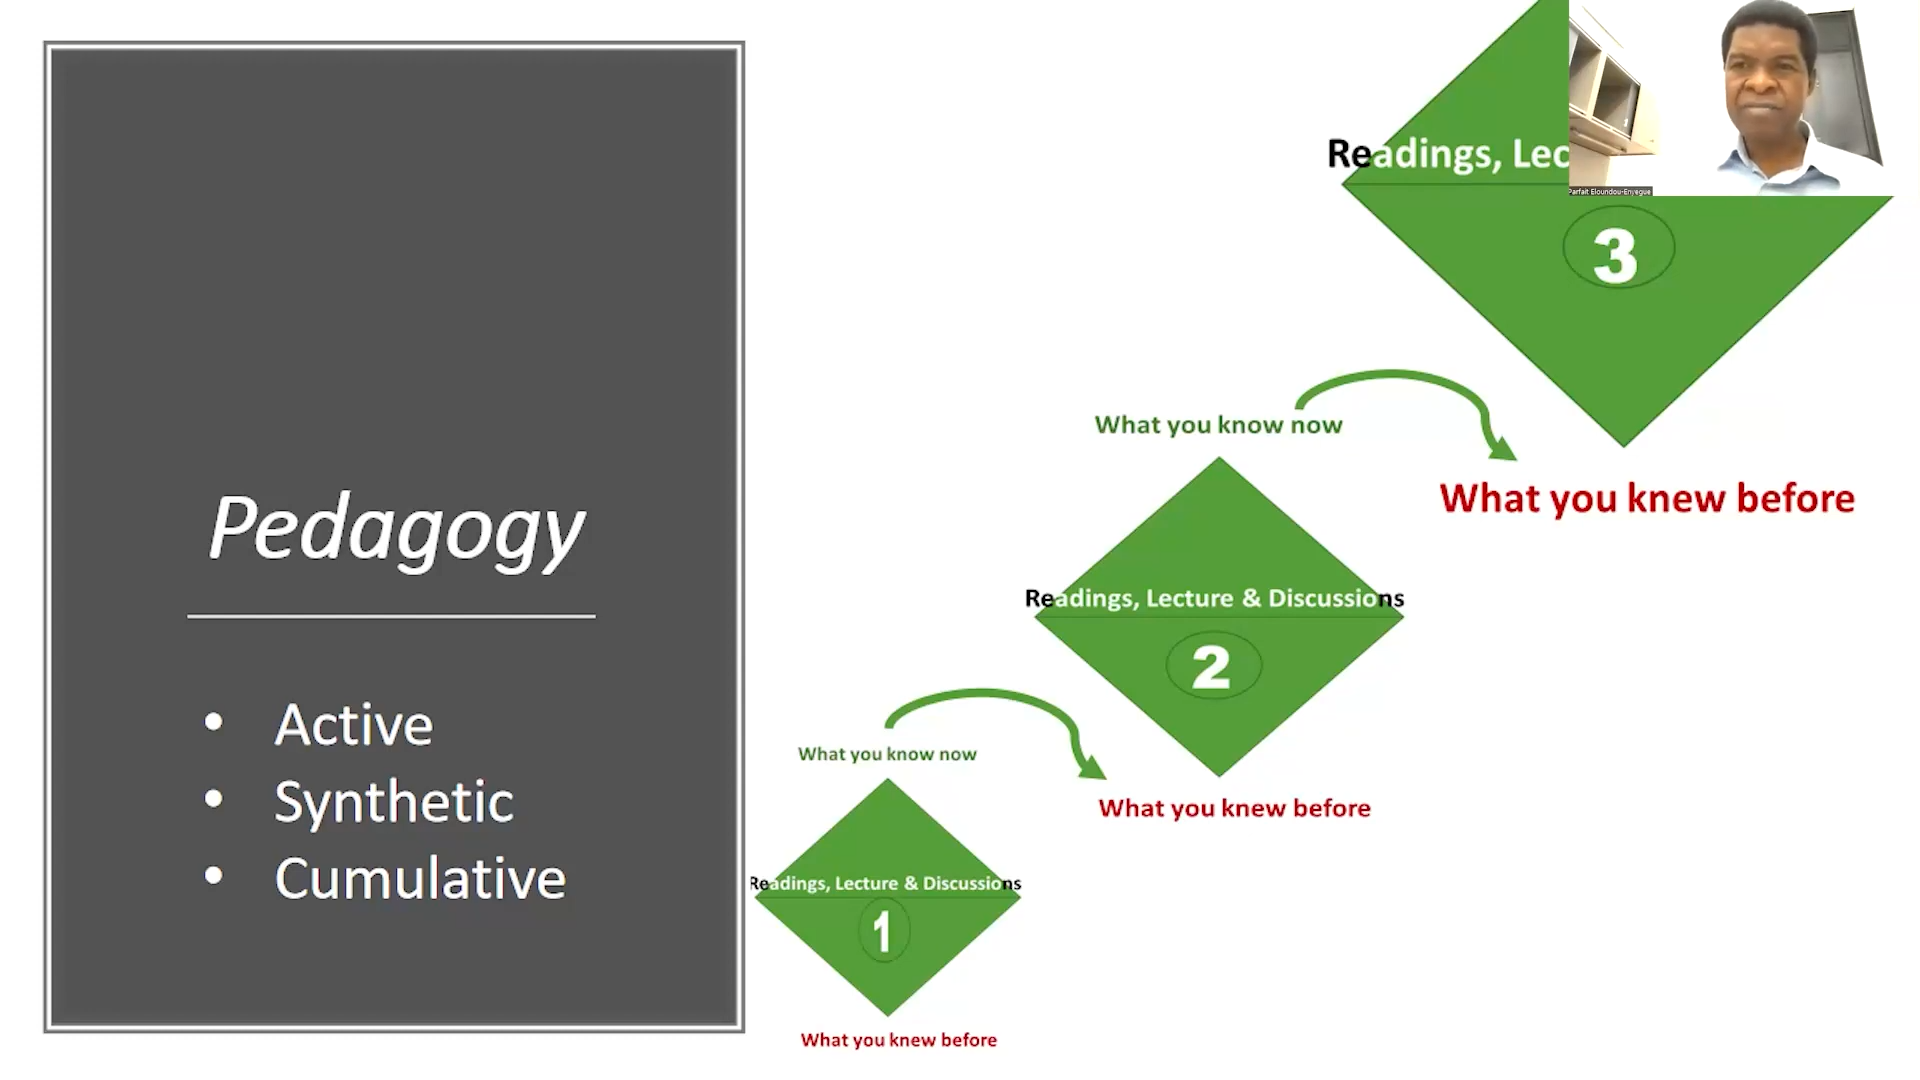 Pedagogy
• Active
• Synthetic
• Cumulative
Readings, Lec
3
Parfait Eloundou-Enyegue
What you know now
What you knew before
Readings, Lecture & Discussions
2
What you know now
What you knew before
Readings, Lecture & Discussions
1
What you knew before